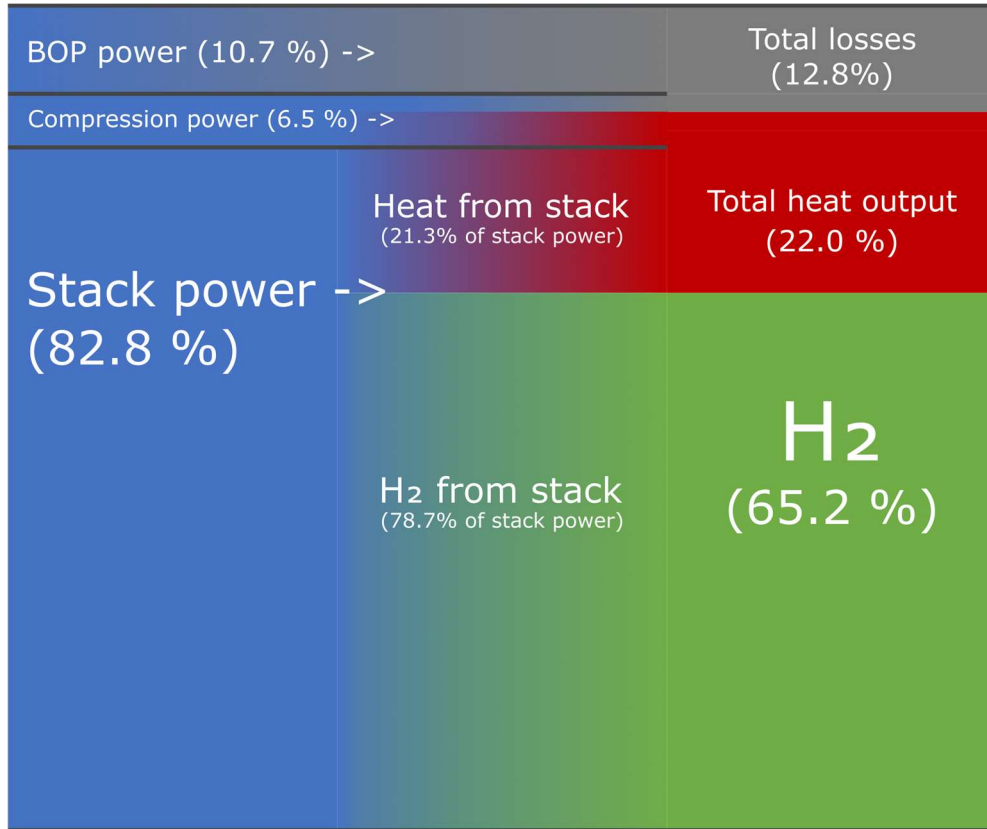 BOP power (10.7 %) ->
Total losses
(12.8%)
Compression power (6.5 %) ->
Heat from stack
(21.3% of stack power)
Total heat output
(22.0 %)
Stack power ->
(82.8 %)
H₂ from stack
(78.7% of stack power)
H₂
(65.2 %)